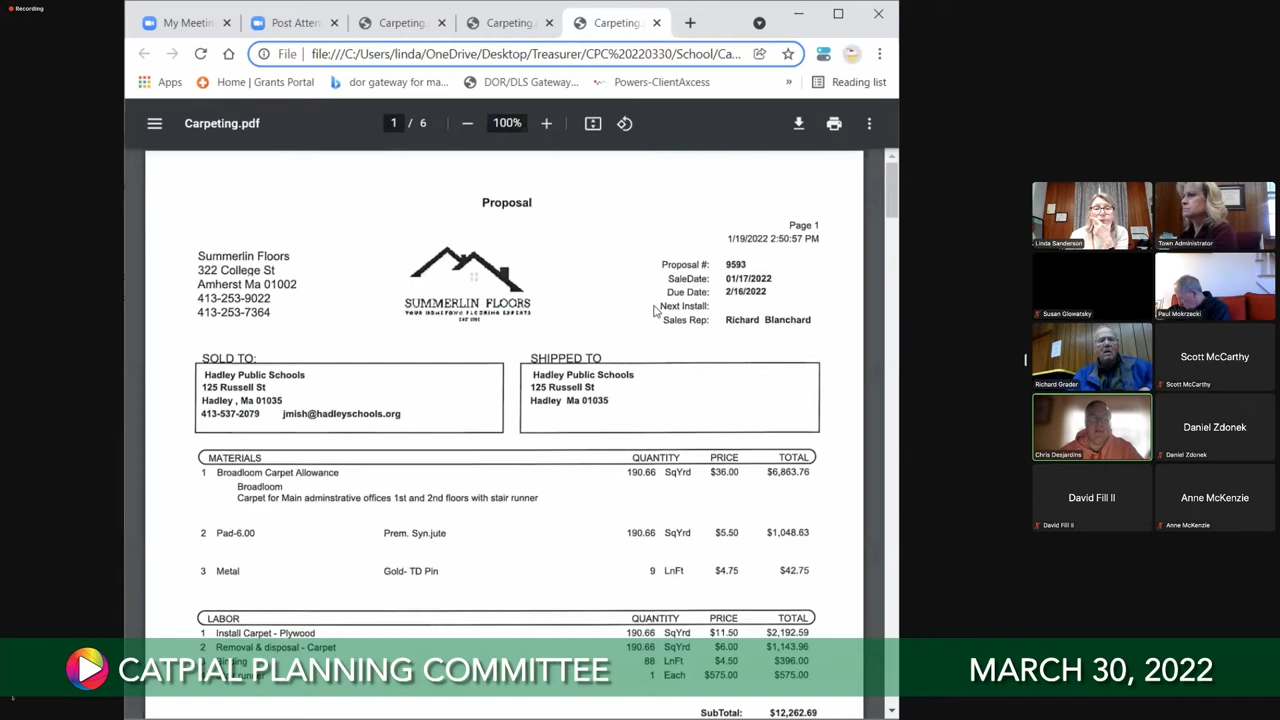 Recording
My Meeti
Post Atten
Carpeting.
Carpeting.
Carpeting.
File file:///C:/Users/linda/OneDrive/Desktop/Treasurer/CPC%20220330/School/Ca...
Apps Home | Grants Portal dor gateway for ma... DOR/DLS Gateway... Powers-ClientAxcess » Reading list
Carpeting.pdf 1 / 6 100%
Proposal
Page 1
1/19/2022 2:50:57 PM
Summerlin Floors
322 College St
Amherst Ma 01002
413-253-9022
413-253-7364
SUMMERLIN FLOORS
YOUR HOMETOWN FLOORING EXPERTS
Proposal #: 9593
SaleDate: 01/17/2022
Due Date: 2/16/2022
Next Install:
Sales Rep: Richard Blanchard
SOLD TO:
Hadley Public Schools
125 Russell St
Hadley , Ma 01035
413-537-2079 jmish@hadleyschools.org
SHIPPED TO
Hadley Public Schools
125 Russell St
Hadley Ma 01035
MATERIALS QUANTITY PRICE TOTAL
1 Broadloom Carpet Allowance 190.66 SqYrd $36.00 $6,863.76
Broadloom
Carpet for Main adminstrative offices 1st and 2nd floors with stair runner
2 Pad-6.00 Prem. Syn.jute 190.66 SqYrd $5.50 $1,048.63
3 Metal Gold- TD Pin 9 LnFt $4.75 $42.75
LABOR QUANTITY PRICE TOTAL
1 Install Carpet - Plywood 190.66 SqYrd $11.50 $2,192.59
2 Removal & disposal - Carpet 190.66 SqYrd $6.00 $1,143.96
Binding 88 LnFt $4.50 $396.00
runner 1 Each $575.00 $575.00
SubTotal: $12,262.69
Linda Sanderson
Town Administrator
Susan Glowatsky
Paul Mokrzecki
Richard Grader
Scott McCarthy
Scott McCarthy
Chris Desjardins
Daniel Zdonek
Daniel Zdonek
David Fill II
David Fill II
Anne McKenzie
Anne McKenzie
CATPIAL PLANNING COMMITTEE
MARCH 30, 2022